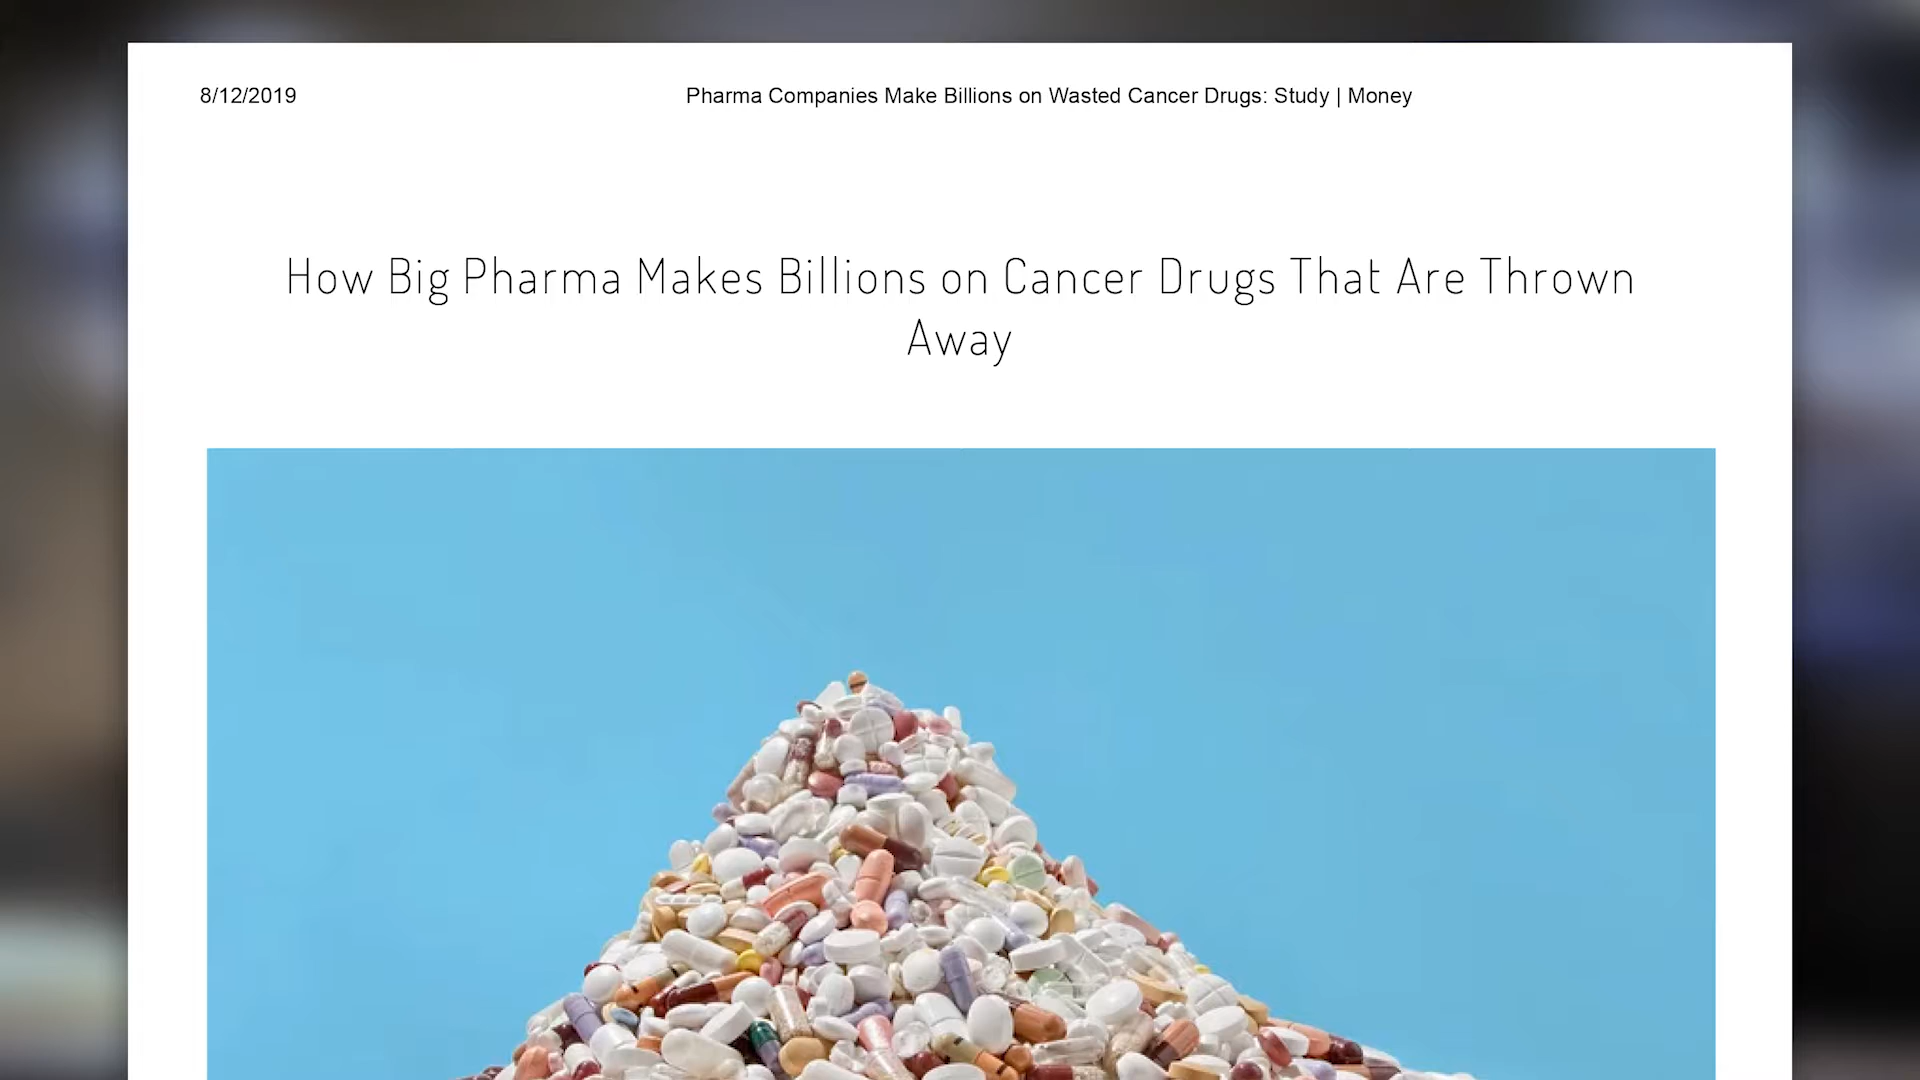 8/12/2019
Pharma Companies Make Billions on Wasted Cancer Drugs: Study | Money
How Big Pharma Makes Billions on Cancer Drugs That Are Thrown
Away